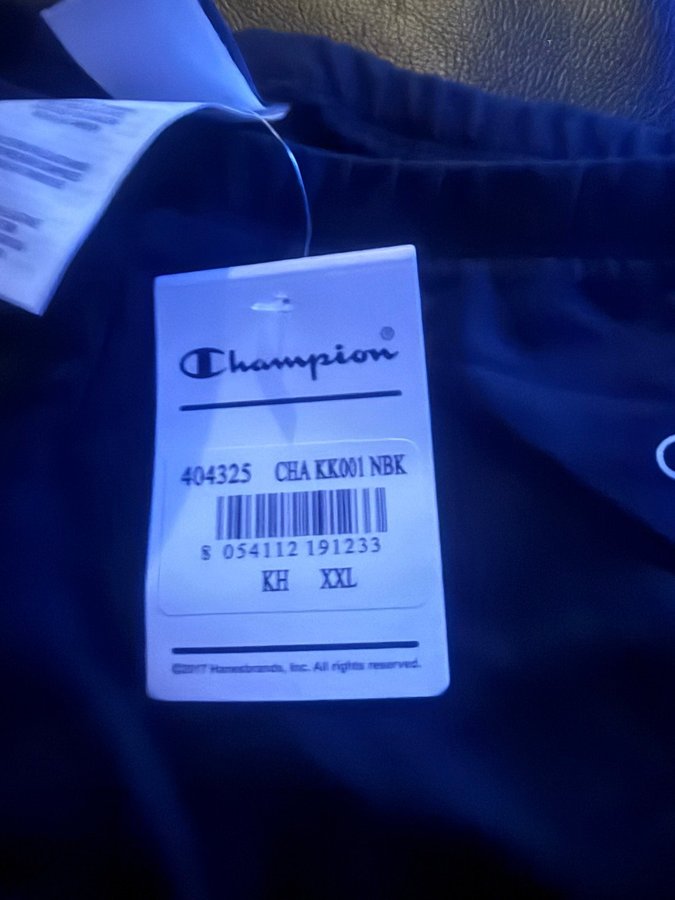 Champion®
404325 CHA KK001 NBK
8 054112 191233
KH XXL
©2017 Hanesbrands, Inc. All rights reserved.